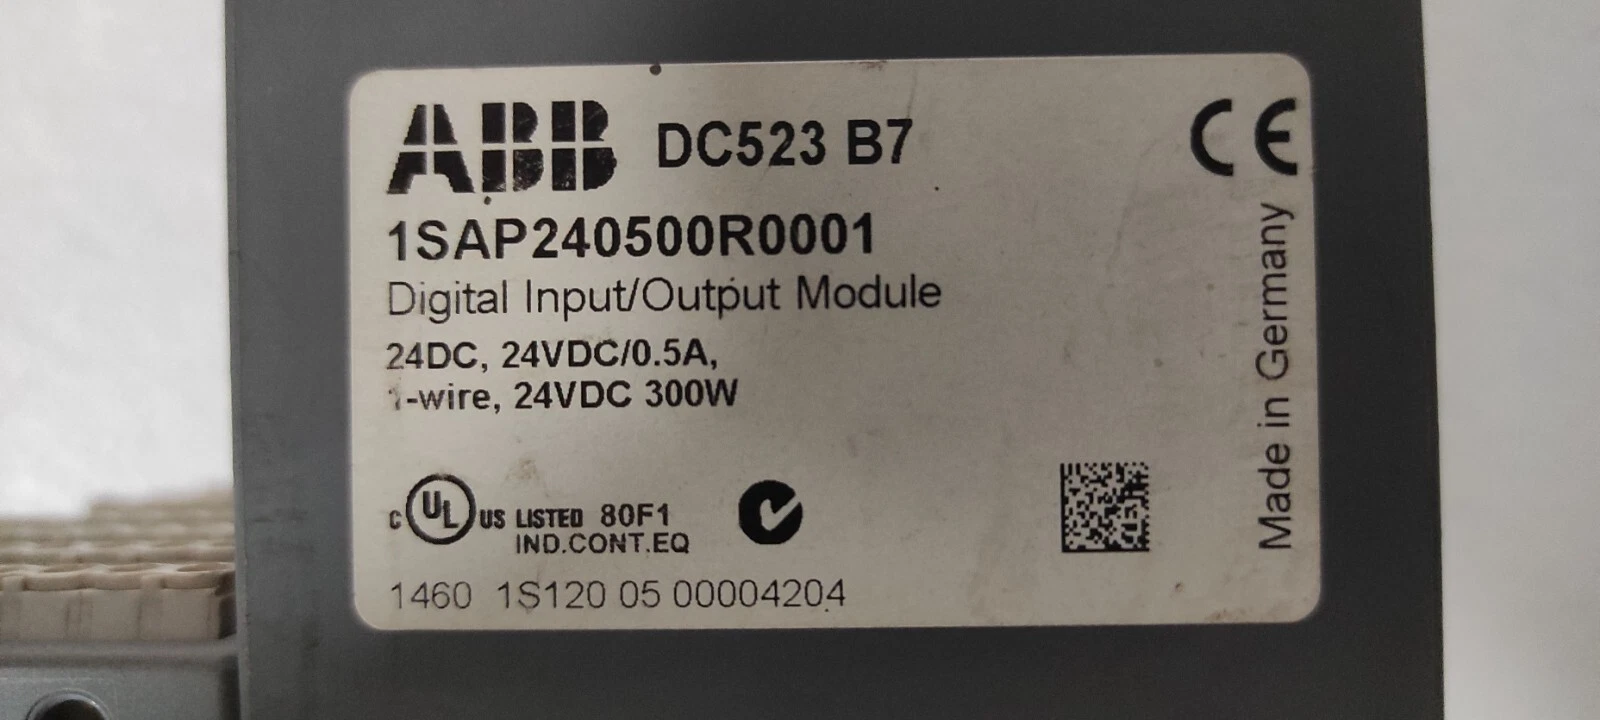 ABB DC523 B7 CE
1SAP240500R0001
Digital Input/Output Module
24DC, 24VDC/0.5A,
1-wire, 24VDC 300W
c UL US LISTED 80F1
IND.CONT.EQ
1460 1S120 05 00004204
Made in Germany